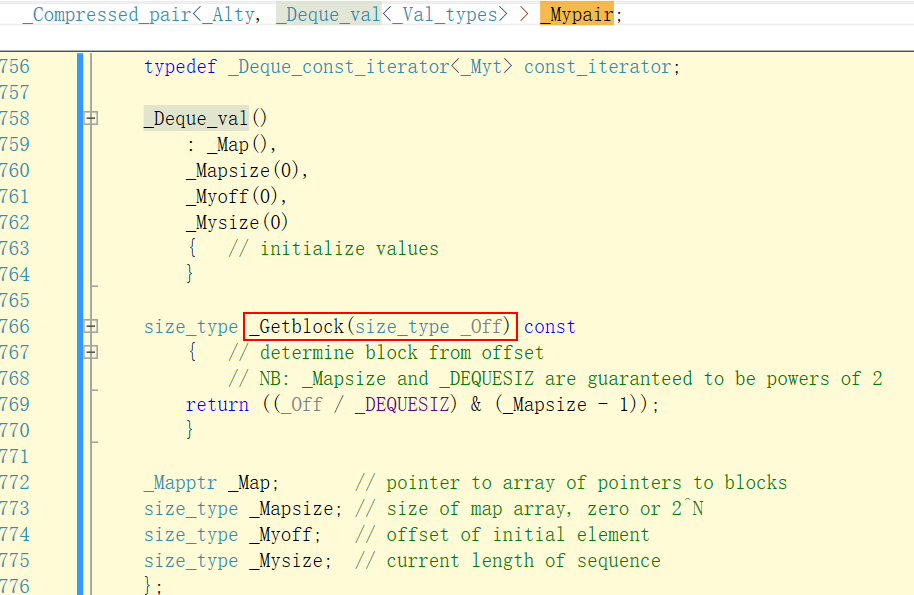 _Compressed_pair<_Alty, _Deque_val<_Val_types> > _Mypair;
756 typedef _Deque_const_iterator<_Myt> const_iterator;
757
758 _Deque_val()
759 : _Map(),
760 _Mapsize(0),
761 _Myoff(0),
762 _Mysize(0)
763 { // initialize values
764 }
765
766 size_type _Getblock(size_type _Off) const
767 { // determine block from offset
768 // NB: _Mapsize and _DEQUESIZ are guaranteed to be powers of 2
769 return ((_Off / _DEQUESIZ) & (_Mapsize - 1));
770 }
771
772 _Mapptr _Map; // pointer to array of pointers to blocks
773 size_type _Mapsize; // size of map array, zero or 2^N
774 size_type _Myoff; // offset of initial element
775 size_type _Mysize; // current length of sequence
776 };